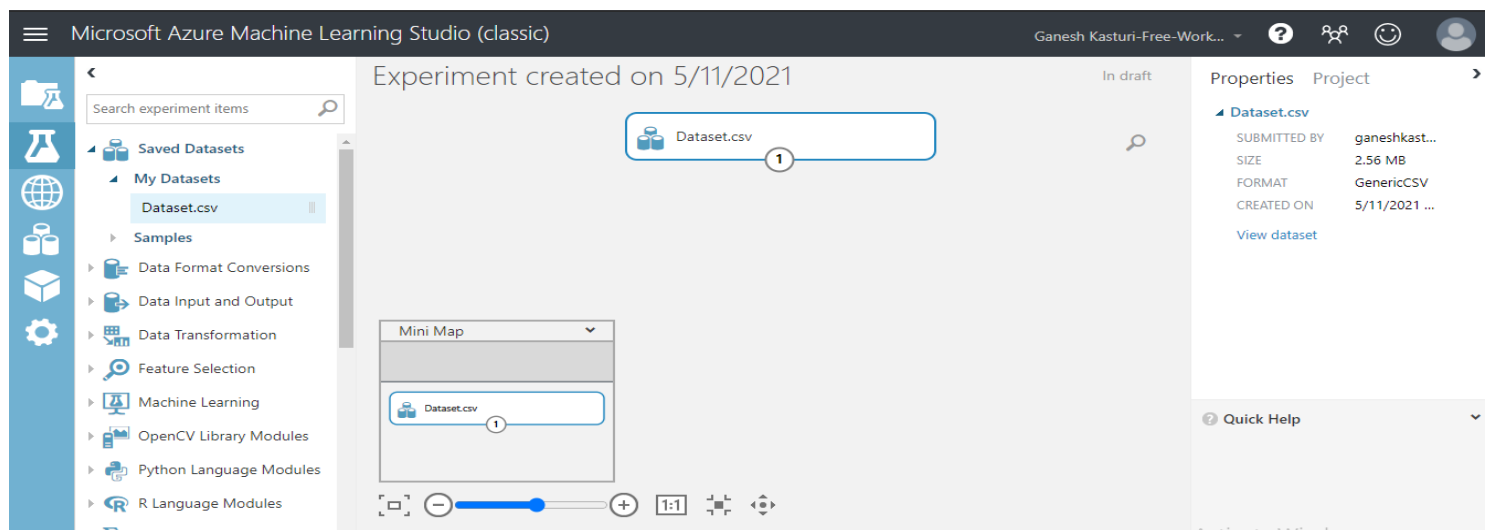 Microsoft Azure Machine Learning Studio (classic)
Ganesh Kasturi-Free-Work...
?
Search experiment items
Saved Datasets
My Datasets
Dataset.csv
Samples
Data Format Conversions
Data Input and Output
Data Transformation
Feature Selection
Machine Learning
OpenCV Library Modules
Python Language Modules
R Language Modules
Experiment created on 5/11/2021
In draft
Dataset.csv
1
Mini Map
Dataset.csv
1
1:1
Properties Project
Dataset.csv
SUBMITTED BY ganeshkast...
SIZE 2.56 MB
FORMAT GenericCSV
CREATED ON 5/11/2021 ...
View dataset
? Quick Help